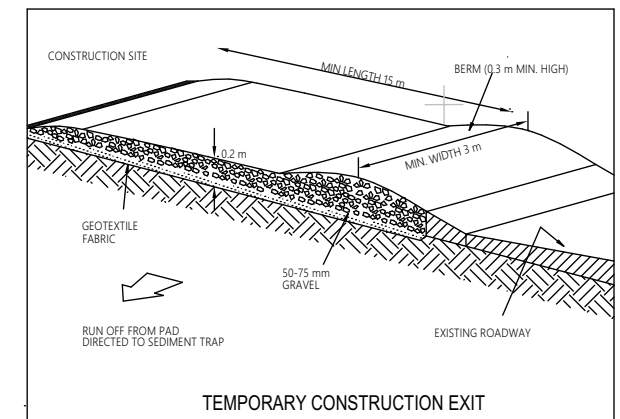 CONSTRUCTION SITE
MIN LENGTH 15 m
BERM (0.3 m MIN. HIGH)
0.2 m
MIN. WIDTH 3 m
GEOTEXTILE
FABRIC
50-75 mm
GRAVEL
RUN OFF FROM PAD
DIRECTED TO SEDIMENT TRAP
EXISTING ROADWAY
TEMPORARY CONSTRUCTION EXIT